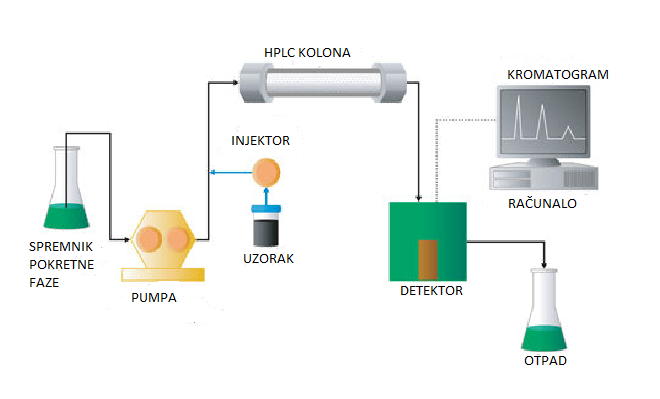 HPLC KOLONA
KROMATOGRAM
INJEKTOR
RAČUNALO
SPREMNIK
POKRETNE
FAZE
UZORAK
PUMPA
DETEKTOR
OTPAD